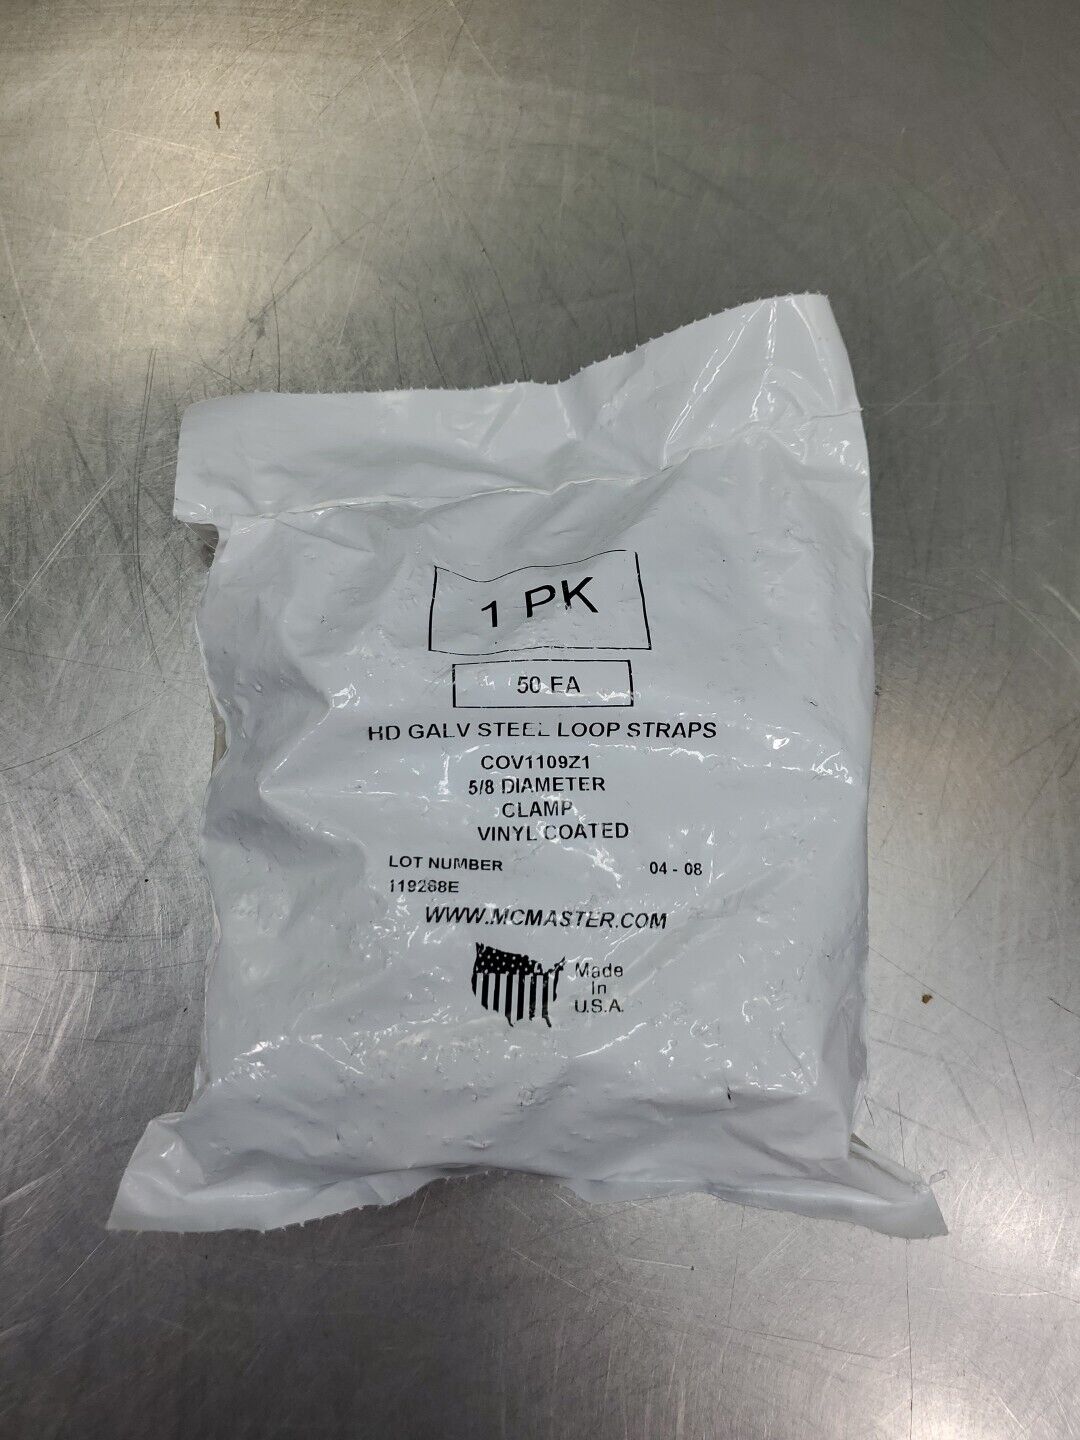 1 PK
50 EA
HD GALV STEEL LOOP STRAPS
COV1109Z1
5/8 DIAMETER
CLAMP
VINYL COATED
LOT NUMBER 04 - 08
119268E
WWW.MCMASTER.COM
Made
In
U.S.A.